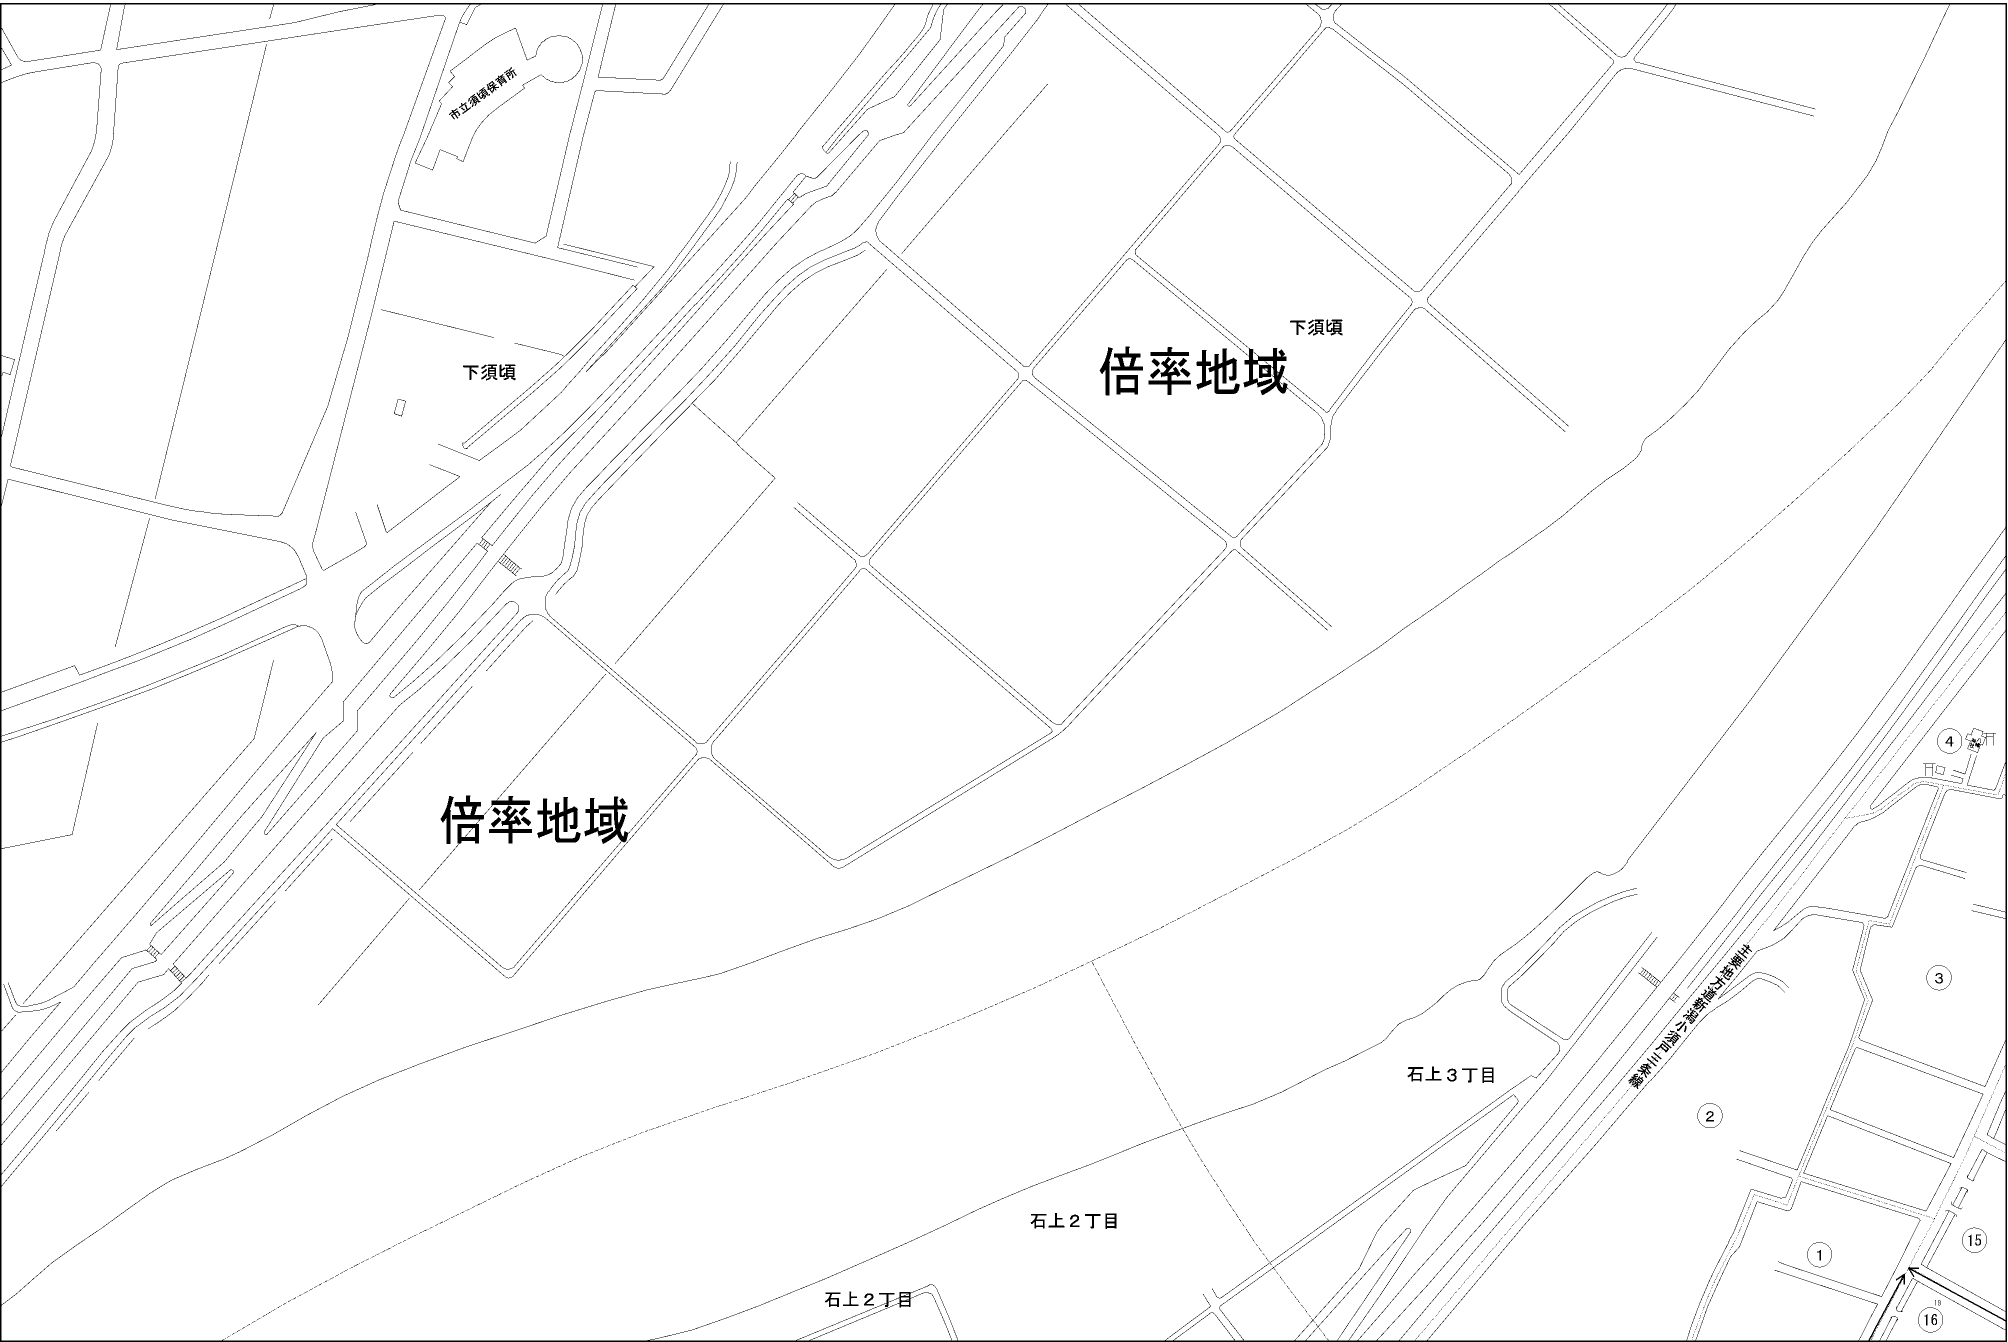 市立須頃保育所
下須頃
下須頃
倍率地域
④
倍率地域
主要地方道新潟小須戸三条線
③
石上３丁目
②
石上２丁目
⑮
①
石上２丁目
19
⑯